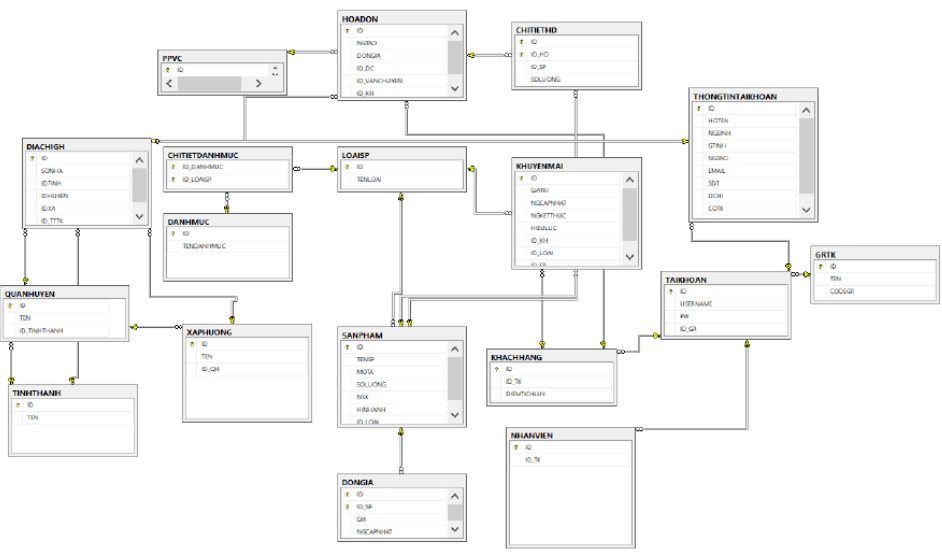 HOADON
ID
NGTAO
DONGIA
ID_DC
ID_VANCHUYEN
ID_KH
CHITIETHD
ID
ID_HD
ID_SP
SOLUONG
PPVC
ID
THONGTINTAIKHOAN
ID
HOTEN
NGSINH
GTINH
NGTAO
EMAIL
SDT
DCHI
COTK
DIACHIGH
ID
SONHA
IDTINH
IDHUYEN
IDXA
ID_TTTK
CHITIETDANHMUC
ID_DANHMUC
ID_LOAISP
LOAISP
ID
TENLOAI
KHUYENMAI
ID
GIATRI
NGCAPNHAT
NGKETTHUC
HIEULUC
ID_KH
ID_LOAI
ID_SP
DANHMUC
ID
TENDANHMUC
GRTK
ID
TEN
CODEGR
TAIKHOAN
ID
USERNAME
PW
ID_GR
QUANHUYEN
ID
TEN
ID_TINHTHANH
XAPHUONG
ID
TEN
ID_QH
SANPHAM
ID
TENSP
MOTA
SOLUONG
NSX
HINHANH
ID_LOAI
KHACHHANG
ID
ID_TK
DIEMTICHLUY
TINHTHANH
ID
TEN
NHANVIEN
ID
ID_TK
DONGIA
ID
ID_SP
GIA
NGCAPNHAT